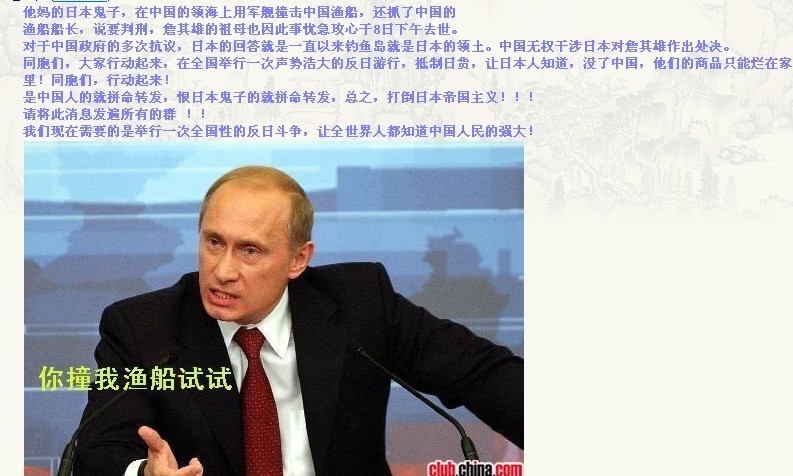 他妈的日本鬼子，在中国的领海上用军舰撞击中国渔船，还抓了中国的
渔船船长，说要判刑，詹其雄的祖母也因此事忧急攻心于8日下午去世。
对于中国政府的多次抗议，日本的回答就是一直以来钓鱼岛就是日本的领土。中国无权干涉日本对詹其雄作出处决。
同胞们，大家行动起来，在全国举行一次声势浩大的反日游行，抵制日货，让日本人知道，没了中国，他们的商品只能烂在家
里！同胞们，行动起来！
是中国人的就拼命转发，恨日本鬼子的就拼命转发，总之，打倒日本帝国主义！！！
请将此消息发遍所有的群 ！！
我们现在需要的是举行一次全国性的反日斗争，让全世界人都知道中国人民的强大！
你撞我渔船试试
club.china.com